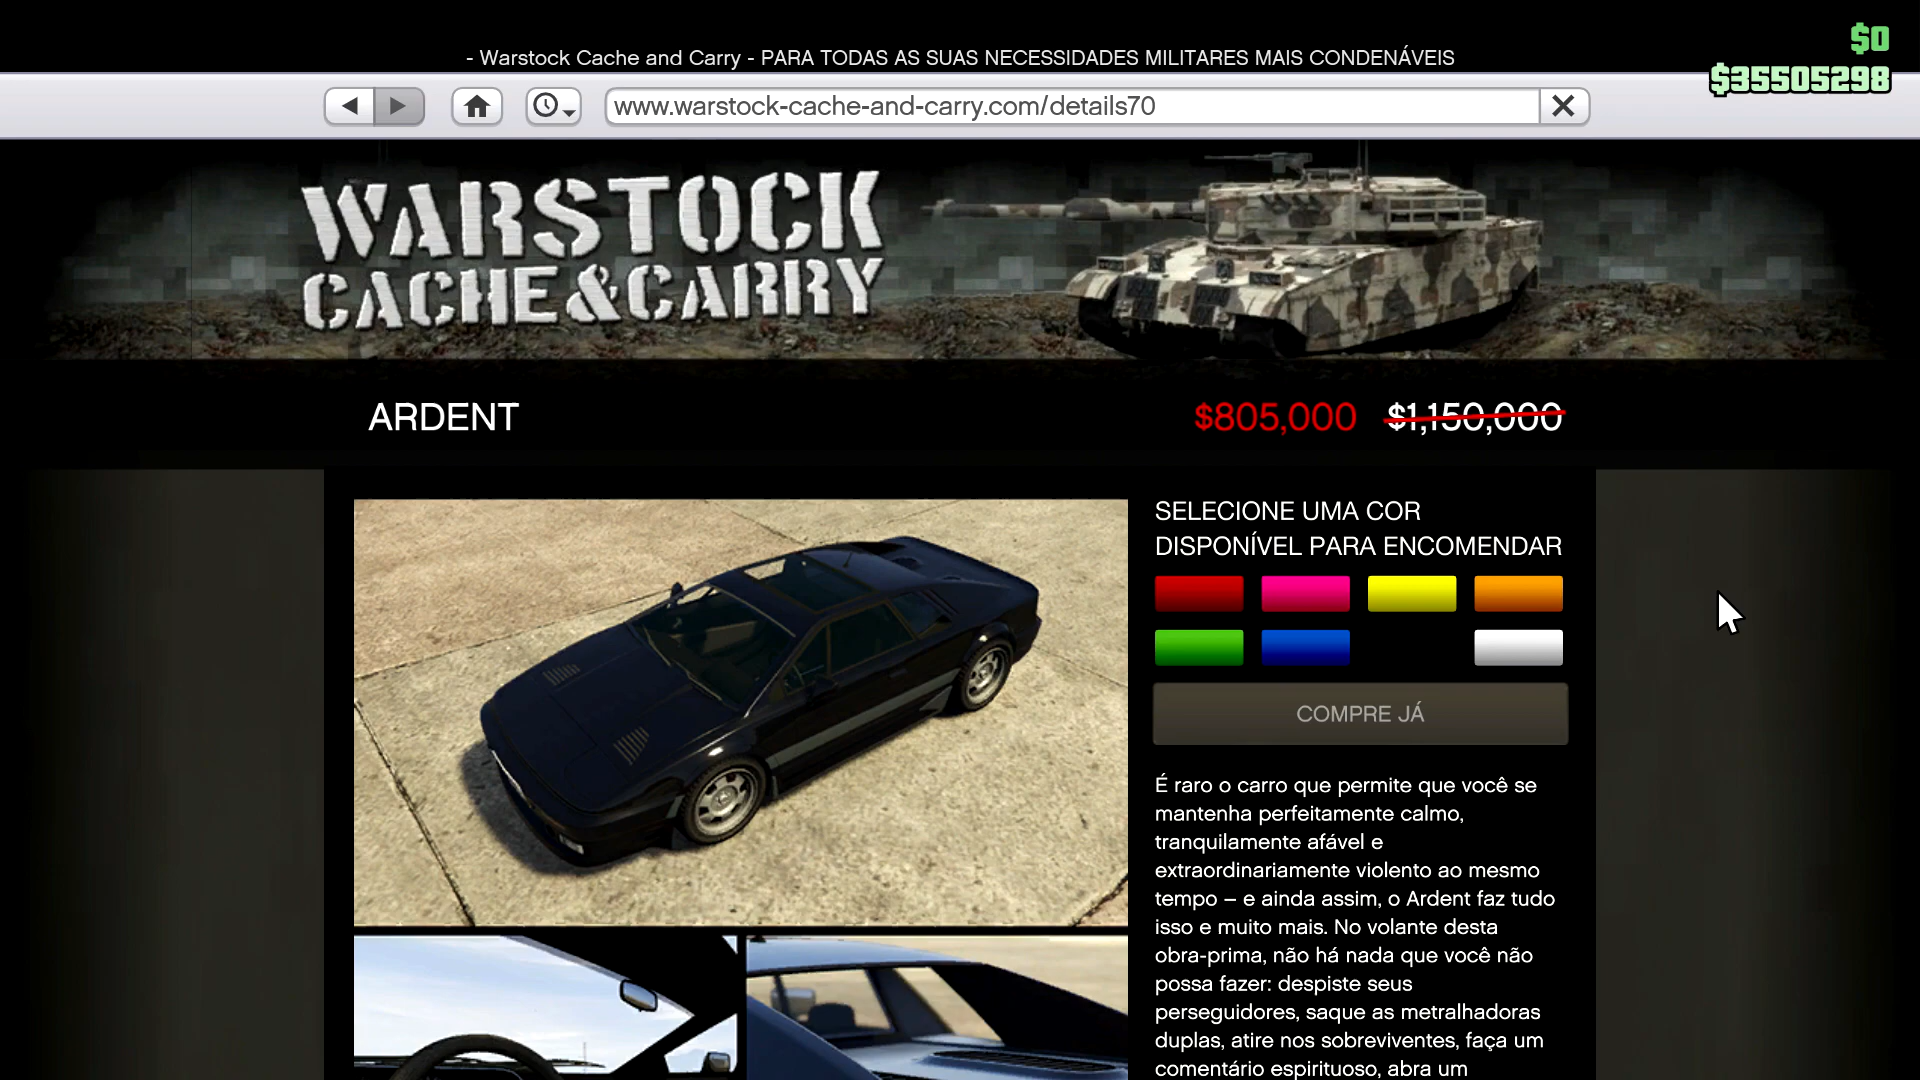 $0
- Warstock Cache and Carry - PARA TODAS AS SUAS NECESSIDADES MILITARES MAIS CONDENÁVEIS
$35505298
www.warstock-cache-and-carry.com/details70
WARSTOCK
CACHE&CARRY
ARDENT
$805,000 $1,150,000
SELECIONE UMA COR
DISPONÍVEL PARA ENCOMENDAR
COMPRE JÁ
É raro o carro que permite que você se
mantenha perfeitamente calmo,
tranquilamente afável e
extraordinariamente violento ao mesmo
tempo – e ainda assim, o Ardent faz tudo
isso e muito mais. No volante desta
obra-prima, não há nada que você não
possa fazer: despiste seus
perseguidores, saque as metralhadoras
duplas, atire nos sobreviventes, faça um
comentário espirituoso, abra um